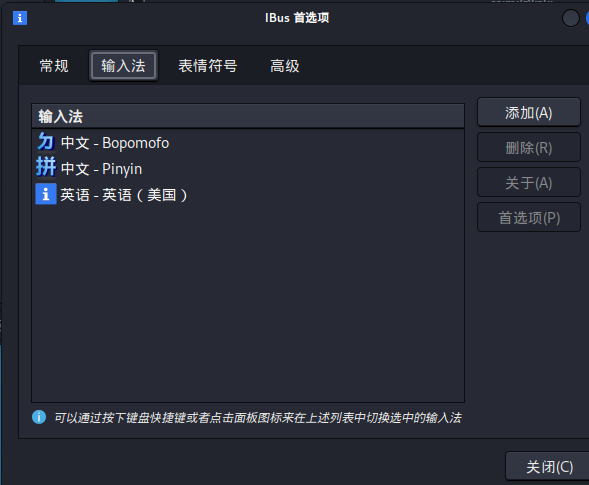 IBus 首选项
常规 输入法 表情符号 高级
输入法
中文 - Bopomofo
中文 - Pinyin
英语 - 英语（美国）
添加(A)
删除(R)
关于(A)
首选项(P)
可以通过按下键盘快捷键或者点击面板图标来在上述列表中切换选中的输入法
关闭(C)